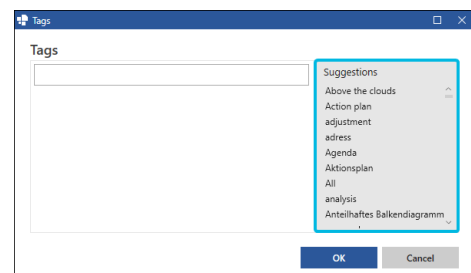 Tags
Tags
Suggestions
Above the clouds
Action plan
adjustment
adress
Agenda
Aktionsplan
All
analysis
Anteilhaftes Balkendiagramm
OK
Cancel